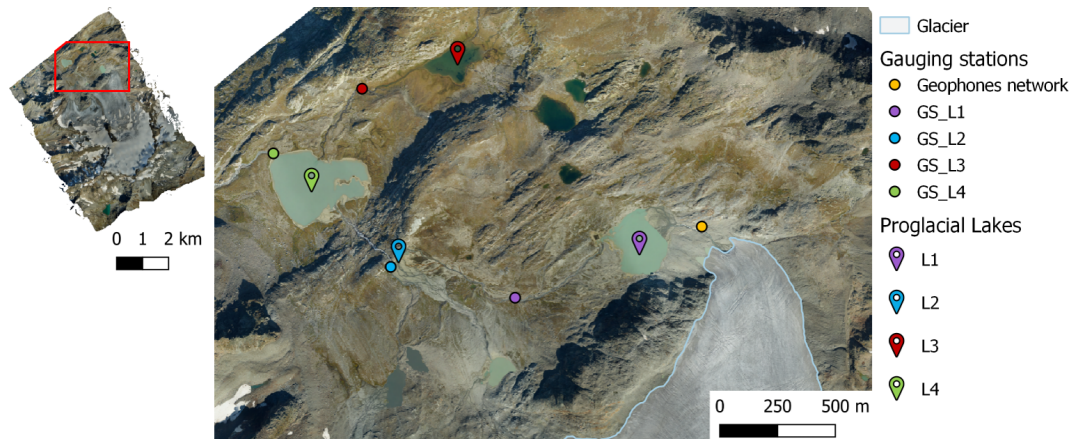 0 1 2 km
Glacier
Gauging stations
Geophones network
GS_L1
GS_L2
GS_L3
GS_L4
Proglacial Lakes
L1
L2
L3
L4
0 250 500 m